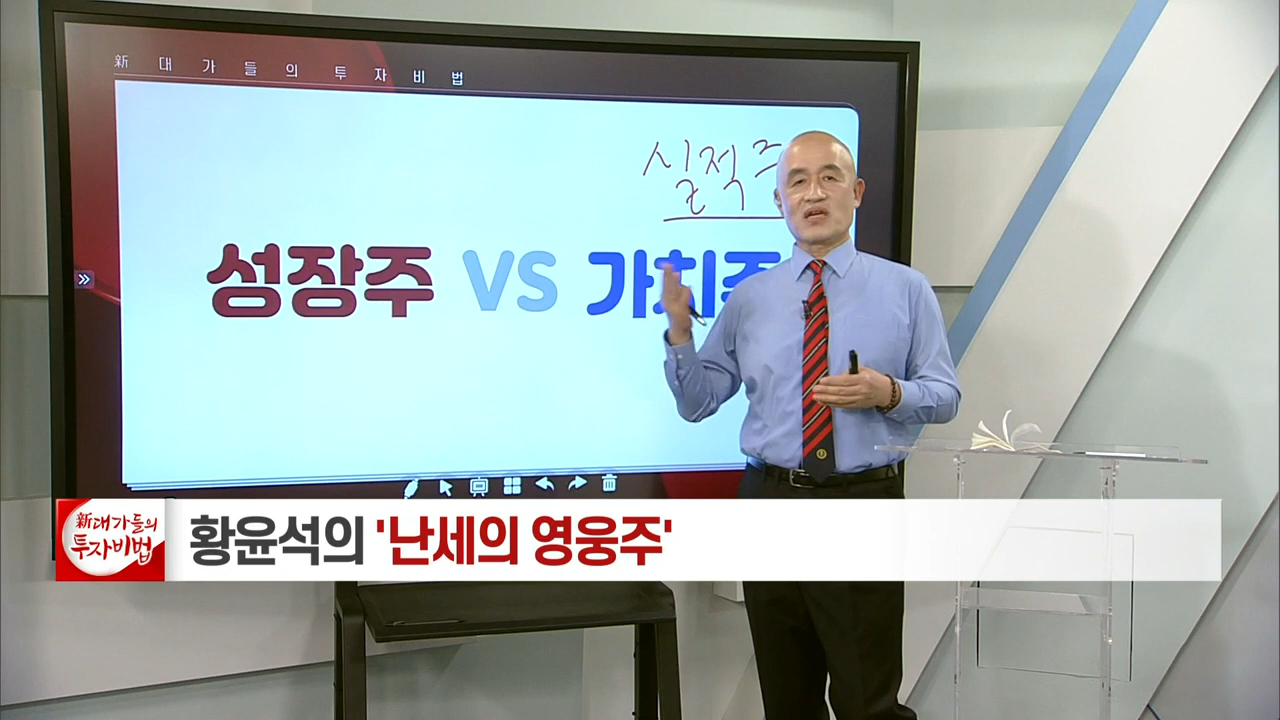 新 대가들의 투자비법
실적주
성장주 VS 가치주
新대가들의
투자비법
황윤석의 '난세의 영웅주'